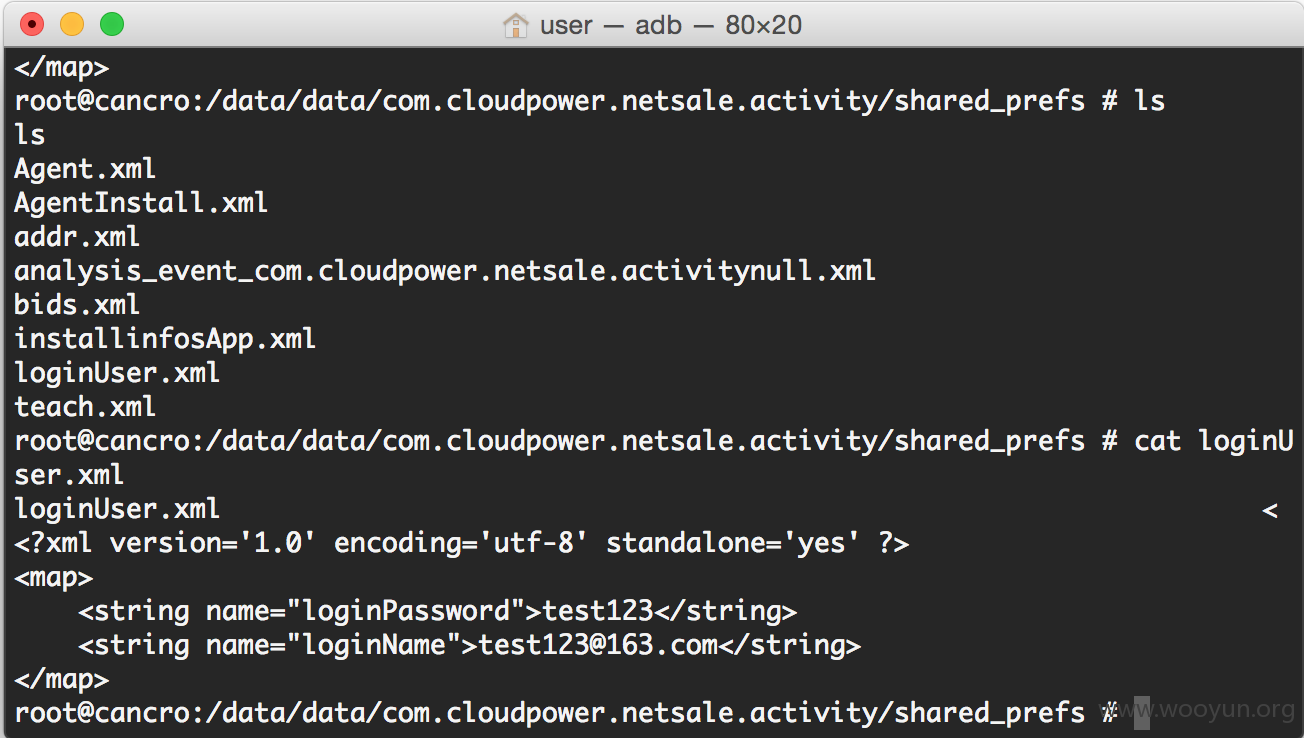 user — adb — 80×20
</map>
root@cancro:/data/data/com.cloudpower.netsale.activity/shared_prefs # ls
ls
Agent.xml
AgentInstall.xml
addr.xml
analysis_event_com.cloudpower.netsale.activitynull.xml
bids.xml
installinfosApp.xml
loginUser.xml
teach.xml
root@cancro:/data/data/com.cloudpower.netsale.activity/shared_prefs # cat loginU
ser.xml
loginUser.xml <
<?xml version='1.0' encoding='utf-8' standalone='yes' ?>
<map>
    <string name="loginPassword">test123</string>
    <string name="loginName">test123@163.com</string>
</map>
root@cancro:/data/data/com.cloudpower.netsale.activity/shared_prefs #
www.wooyun.org